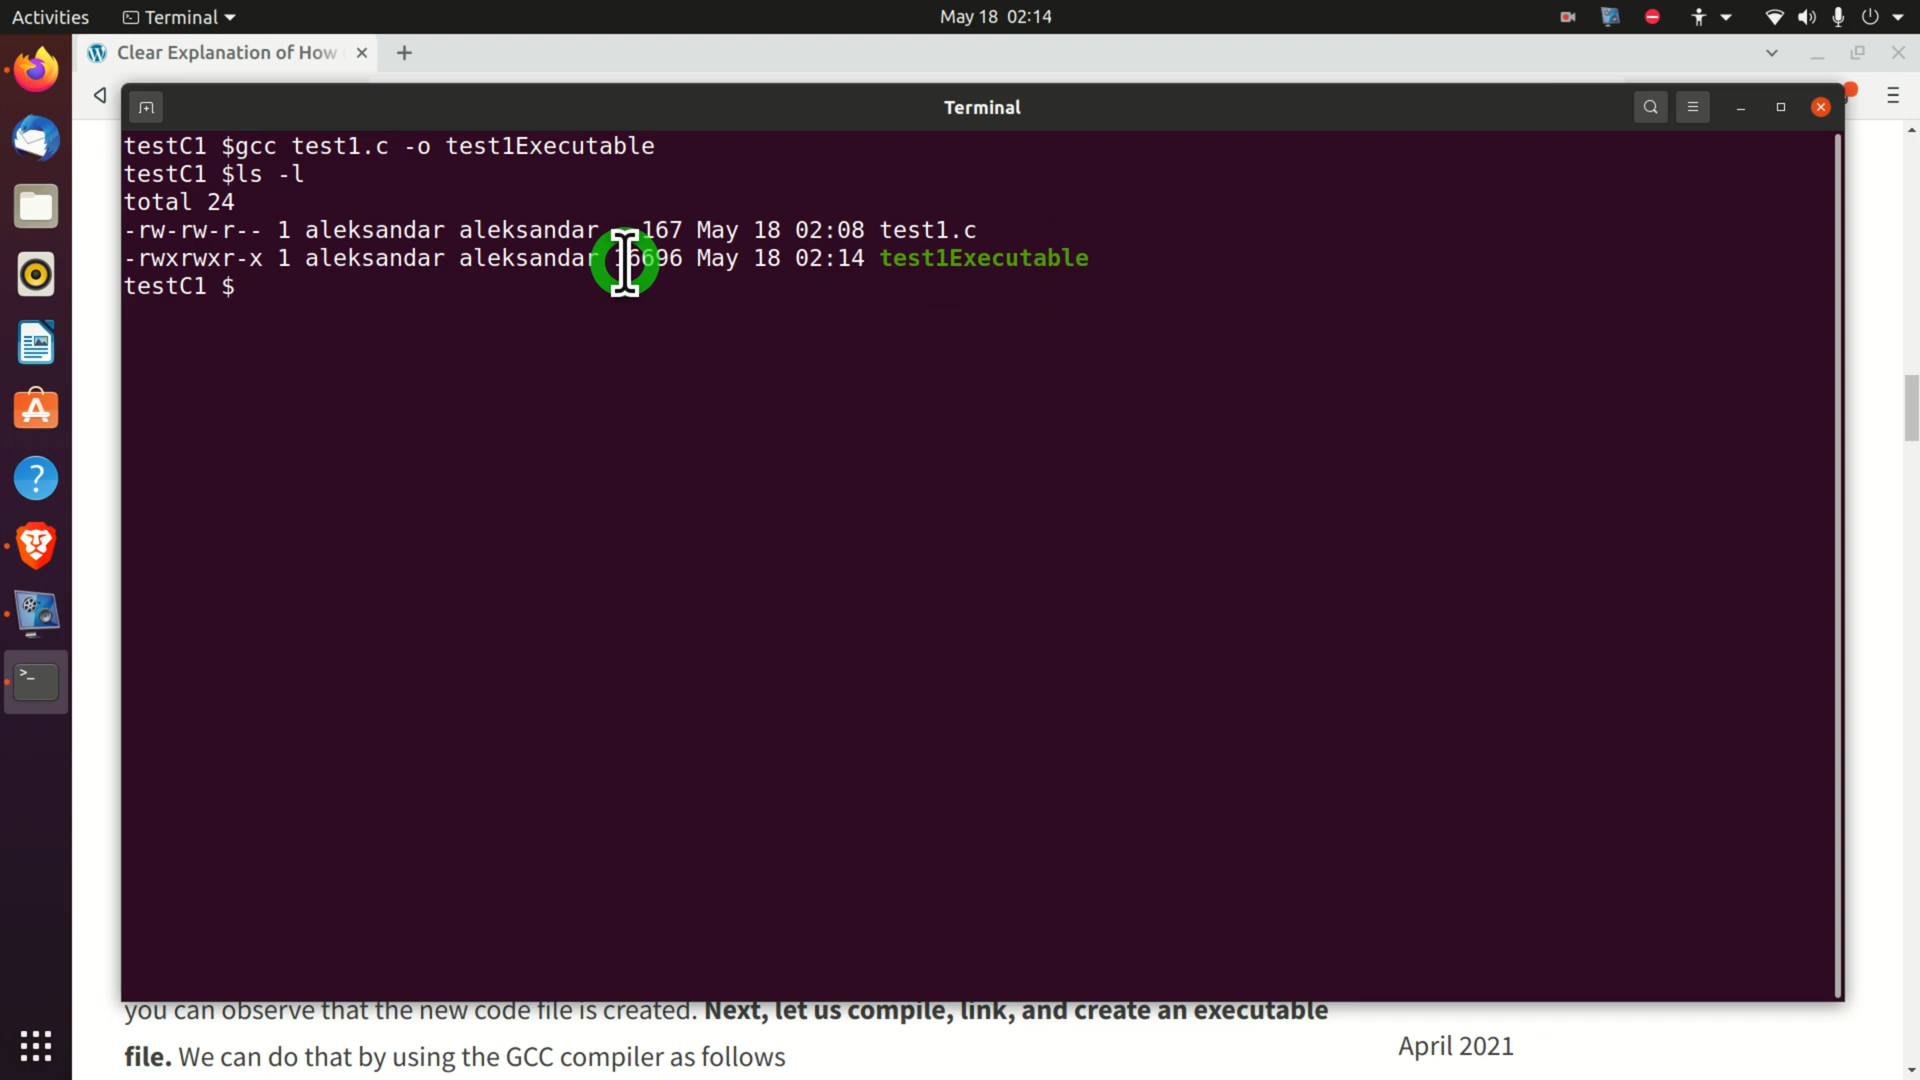 Activities
Terminal
May 18 02:14
Clear Explanation of How
Terminal
testC1 $gcc test1.c -o test1Executable
testC1 $ls -l
total 24
-rw-rw-r-- 1 aleksandar aleksandar 167 May 18 02:08 test1.c
-rwxrwxr-x 1 aleksandar aleksandar 16696 May 18 02:14 test1Executable
testC1 $
you can observe that the new code file is created. Next, let us compile, link, and create an executable
file. We can do that by using the GCC compiler as follows
April 2021